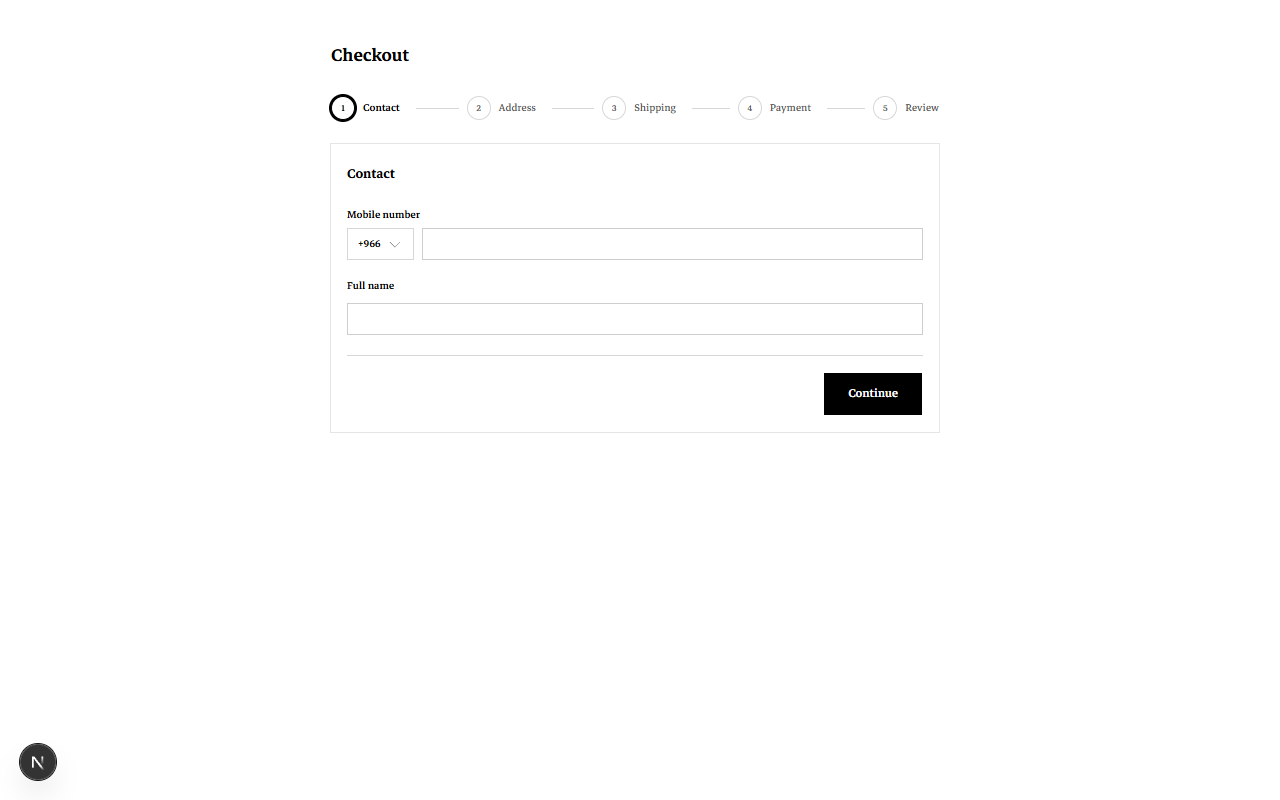 Checkout
1 Contact 2 Address 3 Shipping 4 Payment 5 Review
Contact
Mobile number
+966
Full name
Continue
N